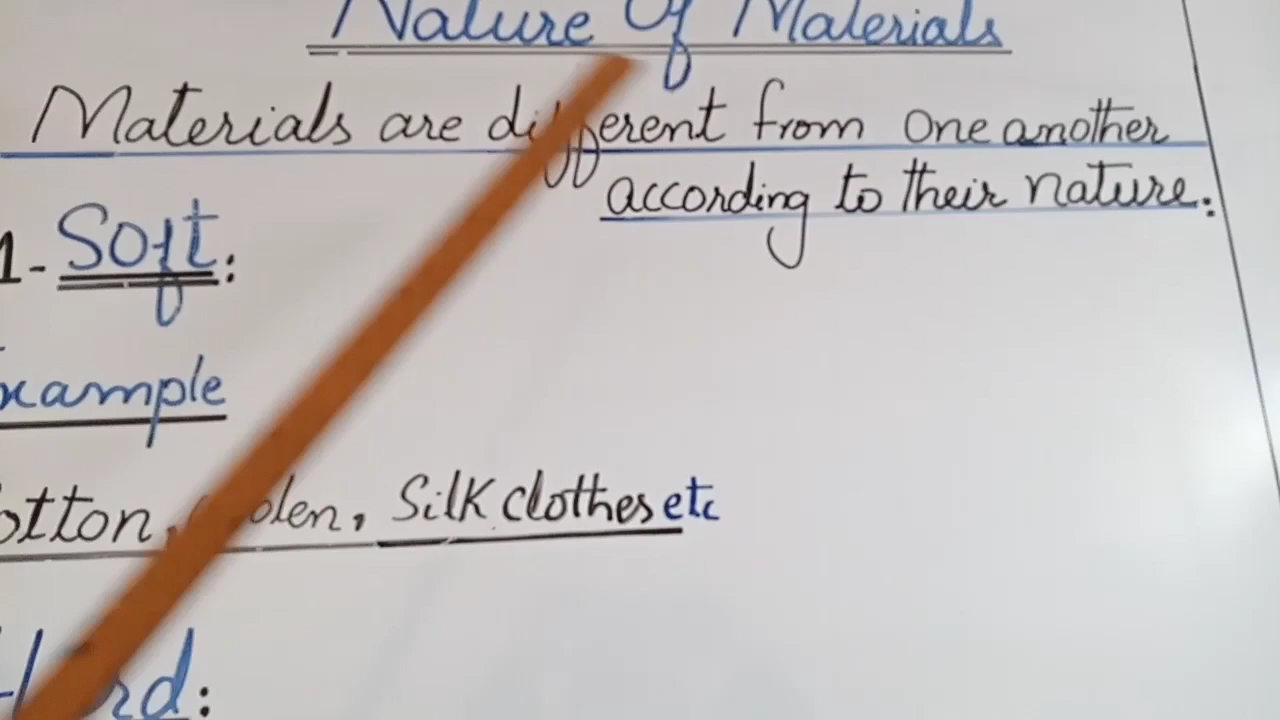 Nature Of Materials
Materials are different from one another
according to their nature.
1- Soft:
xample
otton, olen, Silk clothes etc
Hard: